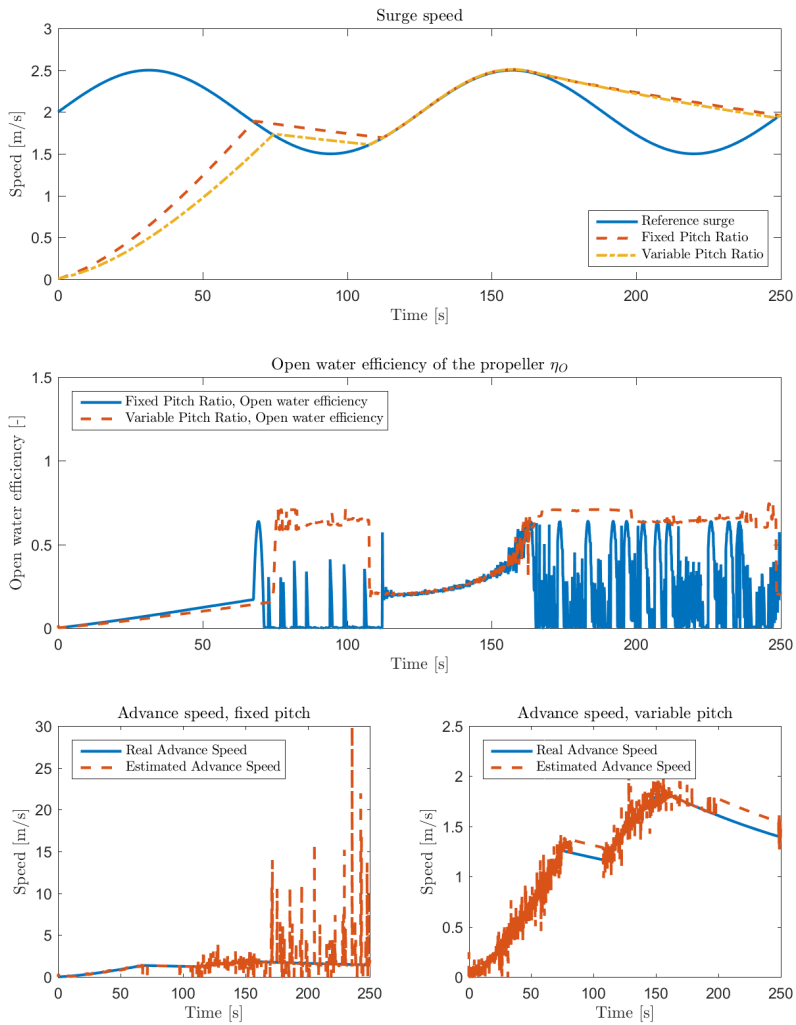 Surge speed
3
2.5
2
1.5
1
0.5
0
Speed [m/s]
Reference surge
Fixed Pitch Ratio
Variable Pitch Ratio
0 50 100 150 200 250
Time [s]
Open water efficiency of the propeller η_O
1.5
1
0.5
0
Open water efficiency [-]
Fixed Pitch Ratio, Open water efficiency
Variable Pitch Ratio, Open water efficiency
0 50 100 150 200 250
Time [s]
Advance speed, fixed pitch
30
25
20
15
10
5
0
Speed [m/s]
Real Advance Speed
Estimated Advance Speed
0 50 100 150 200 250
Time [s]
Advance speed, variable pitch
2.5
2
1.5
1
0.5
0
Speed [m/s]
Real Advance Speed
Estimated Advance Speed
0 50 100 150 200 250
Time [s]